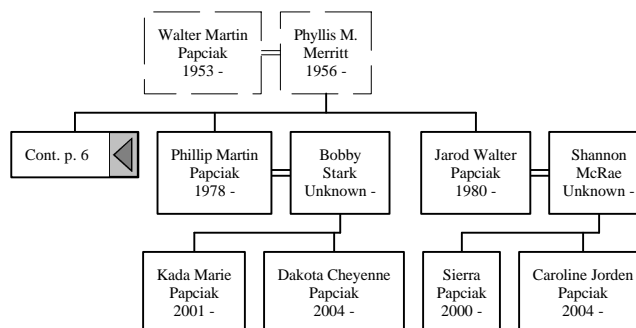 Walter Martin
Papciak
1953 -
Phyllis M.
Merritt
1956 -
Cont. p. 6
Phillip Martin
Papciak
1978 -
Bobby
Stark
Unknown -
Jarod Walter
Papciak
1980 -
Shannon
McRae
Unknown -
Kada Marie
Papciak
2001 -
Dakota Cheyenne
Papciak
2004 -
Sierra
Papciak
2000 -
Caroline Jorden
Papciak
2004 -